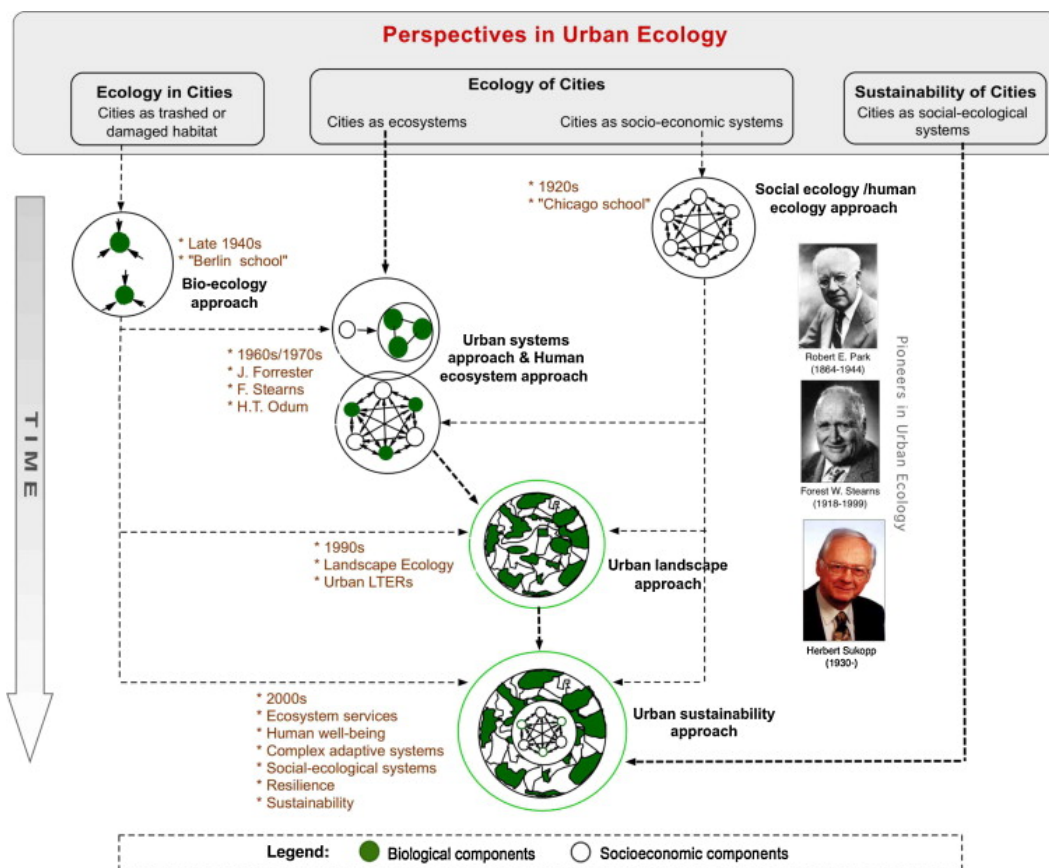 Perspectives in Urban Ecology
Ecology in Cities
Cities as trashed or
damaged habitat
Ecology of Cities
Cities as ecosystems
Cities as socio-economic systems
Sustainability of Cities
Cities as social-ecological
systems
TIME
* 1920s
* "Chicago school"
Social ecology /human
ecology approach
* Late 1940s
* "Berlin school"
Bio-ecology
approach
* 1960s/1970s
* J. Forrester
* F. Stearns
* H.T. Odum
Urban systems
approach & Human
ecosystem approach
Robert E. Park
(1864-1944)
Forest W. Stearns
(1918-1999)
Herbert Sukopp
(1930-)
Pioneers in Urban Ecology
* 1990s
* Landscape Ecology
* Urban LTERs
Urban landscape
approach
* 2000s
* Ecosystem services
* Human well-being
* Complex adaptive systems
* Social-ecological systems
* Resilience
* Sustainability
Urban sustainability
approach
Legend: Biological components Socioeconomic components